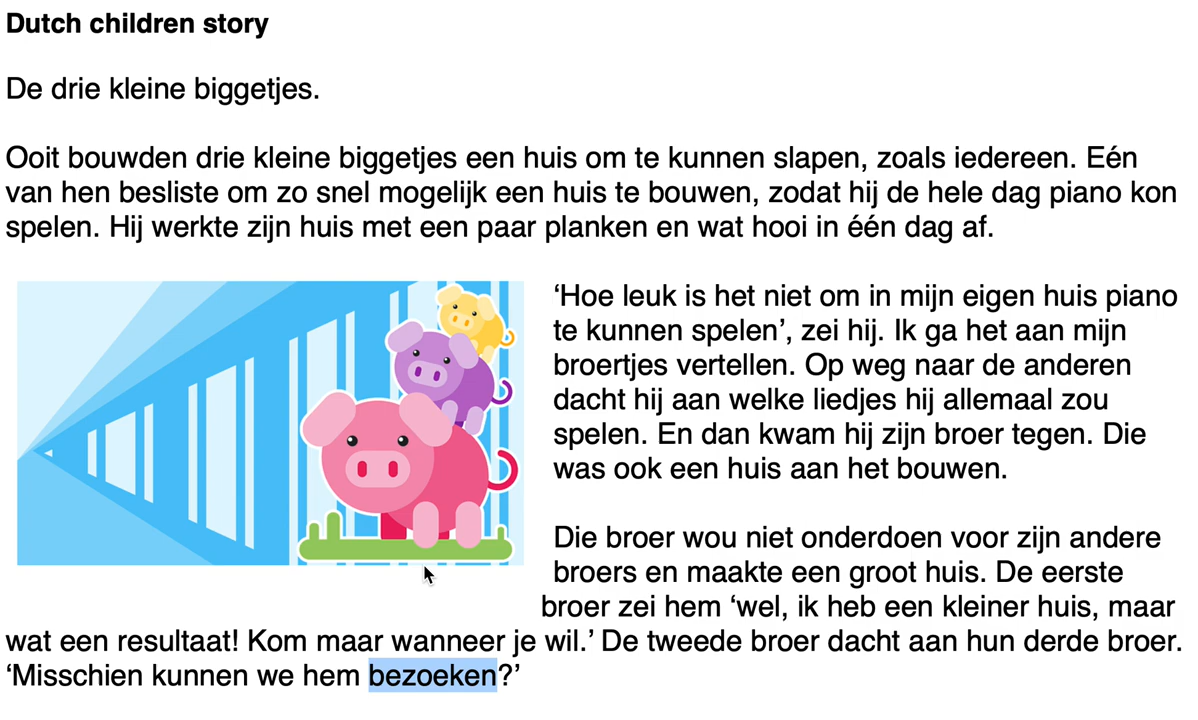 Dutch children story
De drie kleine biggetjes.
Ooit bouwden drie kleine biggetjes een huis om te kunnen slapen, zoals iedereen. Eén
van hen besliste om zo snel mogelijk een huis te bouwen, zodat hij de hele dag piano kon
spelen. Hij werkte zijn huis met een paar planken en wat hooi in één dag af.
‘Hoe leuk is het niet om in mijn eigen huis piano
te kunnen spelen’, zei hij. Ik ga het aan mijn
broertjes vertellen. Op weg naar de anderen
dacht hij aan welke liedjes hij allemaal zou
spelen. En dan kwam hij zijn broer tegen. Die
was ook een huis aan het bouwen.
Die broer wou niet onderdoen voor zijn andere
broers en maakte een groot huis. De eerste
broer zei hem ‘wel, ik heb een kleiner huis, maar
wat een resultaat! Kom maar wanneer je wil.’ De tweede broer dacht aan hun derde broer.
‘Misschien kunnen we hem bezoeken?’